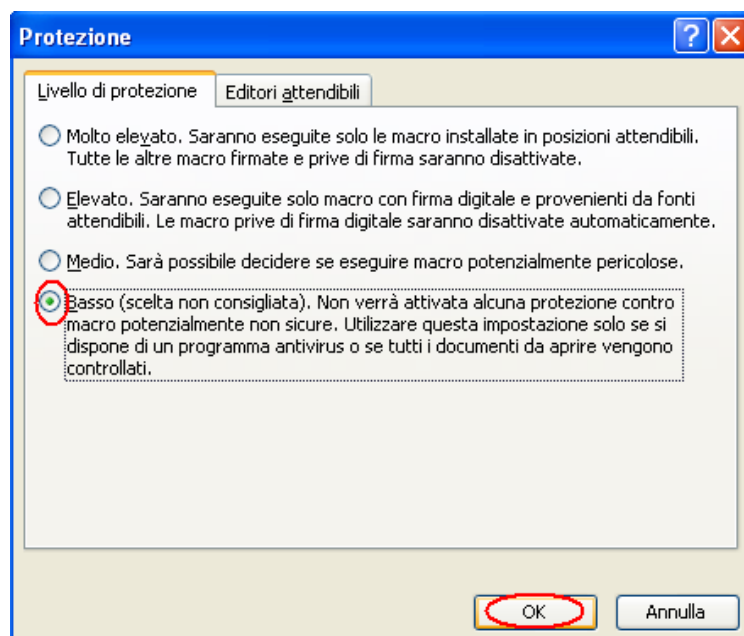 Protezione
Livello di protezione
Editori attendibili
Molto elevato. Saranno eseguite solo le macro installate in posizioni attendibili.
Tutte le altre macro firmate e prive di firma saranno disattivate.
Elevato. Saranno eseguite solo macro con firma digitale e provenienti da fonti
attendibili. Le macro prive di firma digitale saranno disattivate automaticamente.
Medio. Sarà possibile decidere se eseguire macro potenzialmente pericolose.
Basso (scelta non consigliata). Non verrà attivata alcuna protezione contro
macro potenzialmente non sicure. Utilizzare questa impostazione solo se si
dispone di un programma antivirus o se tutti i documenti da aprire vengono
controllati.
OK
Annulla